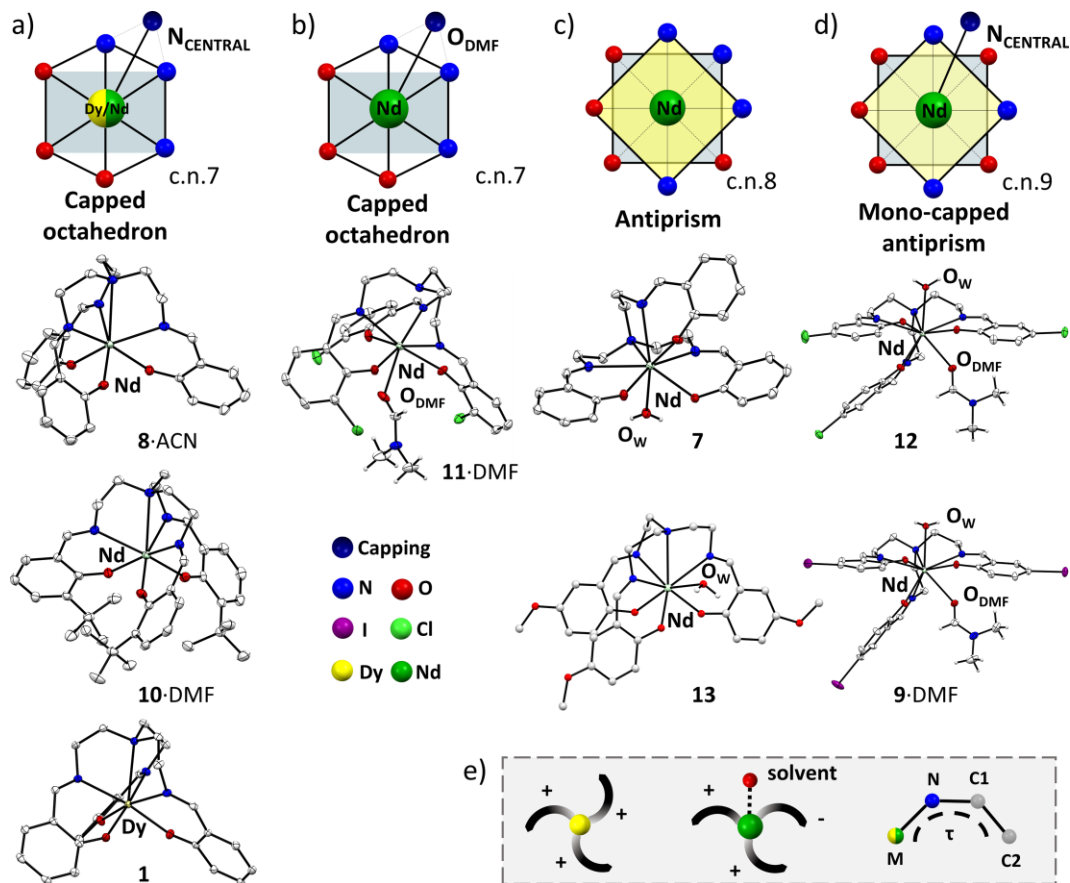 a)
N_CENTRAL
Dy/Nd
c.n.7
Capped
octahedron
Nd
8·ACN
Nd
10·DMF
Dy
1
b)
O_DMF
Nd
c.n.7
Capped
octahedron
Nd
O_DMF
11·DMF
Capping
N
O
I
Cl
Dy
Nd
c)
Nd
c.n.8
Antiprism
Nd
O_W
7
O_W
Nd
13
d)
N_CENTRAL
Nd
c.n.9
Mono-capped
antiprism
O_W
Nd
O_DMF
12
O_W
Nd
O_DMF
9·DMF
e)
+
+
+
solvent
+
-
+
N
C1
τ
M
C2